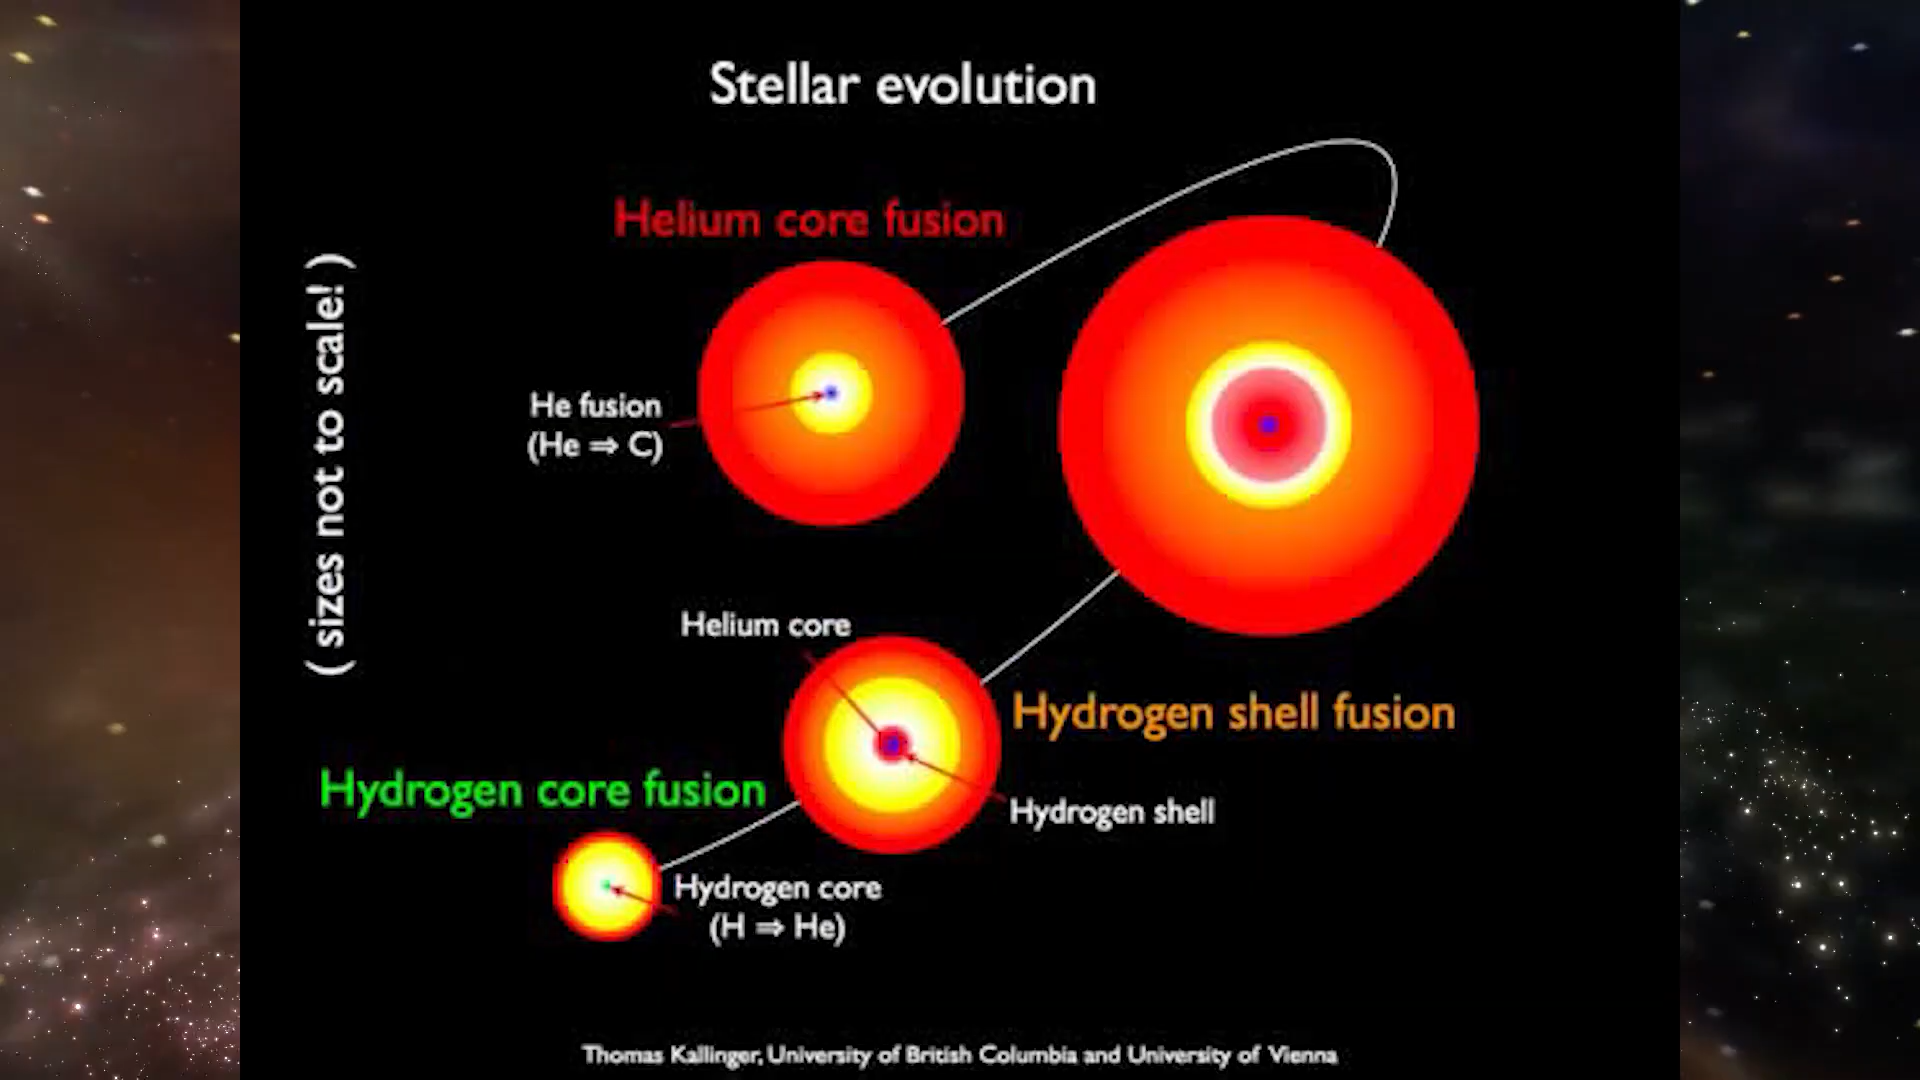 Stellar evolution
Helium core fusion
( sizes not to scale! )
He fusion
(He ⇒ C)
Helium core
Hydrogen shell fusion
Hydrogen core fusion
Hydrogen shell
Hydrogen core
(H ⇒ He)
Thomas Kallinger, University of British Columbia and University of Vienna